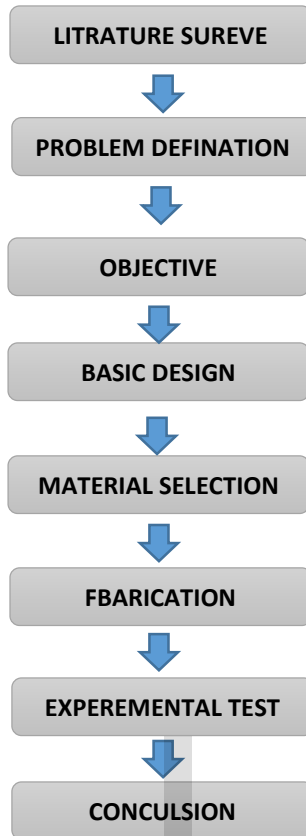 LITRATURE SUREVE
PROBLEM DEFINATION
OBJECTIVE
BASIC DESIGN
MATERIAL SELECTION
FBARICATION
EXPEREMENTAL TEST
CONCULSION